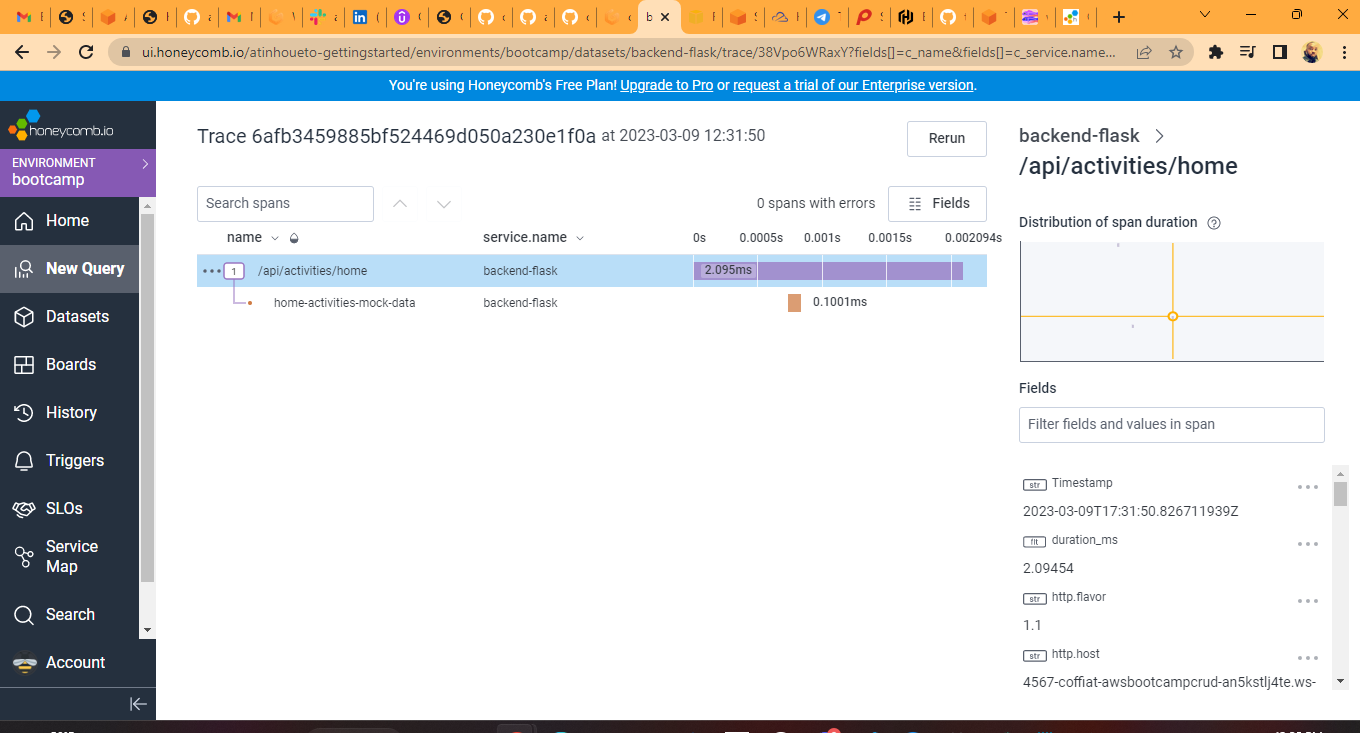 ui.honeycomb.io/atinhoueto-gettingstarted/environments/bootcamp/datasets/backend-flask/trace/38Vpo6WRaxY?fields[]=c_name&fields[]=c_service.name...
You're using Honeycomb's Free Plan! Upgrade to Pro or request a trial of our Enterprise version.
honeycomb.io
ENVIRONMENT
bootcamp
Home
New Query
Datasets
Boards
History
Triggers
SLOs
Service
Map
Search
Account
Trace 6afb3459885bf524469d050a230e1f0a at 2023-03-09 12:31:50
Rerun
Search spans
0 spans with errors
Fields
name
service.name
0s 0.0005s 0.001s 0.0015s 0.002094s
1 /api/activities/home backend-flask 2.095ms
home-activities-mock-data backend-flask 0.1001ms
backend-flask
/api/activities/home
Distribution of span duration
Fields
Filter fields and values in span
str Timestamp
2023-03-09T17:31:50.826711939Z
flt duration_ms
2.09454
str http.flavor
1.1
str http.host
4567-coffiat-awsbootcampcrud-an5kstlj4te.ws-